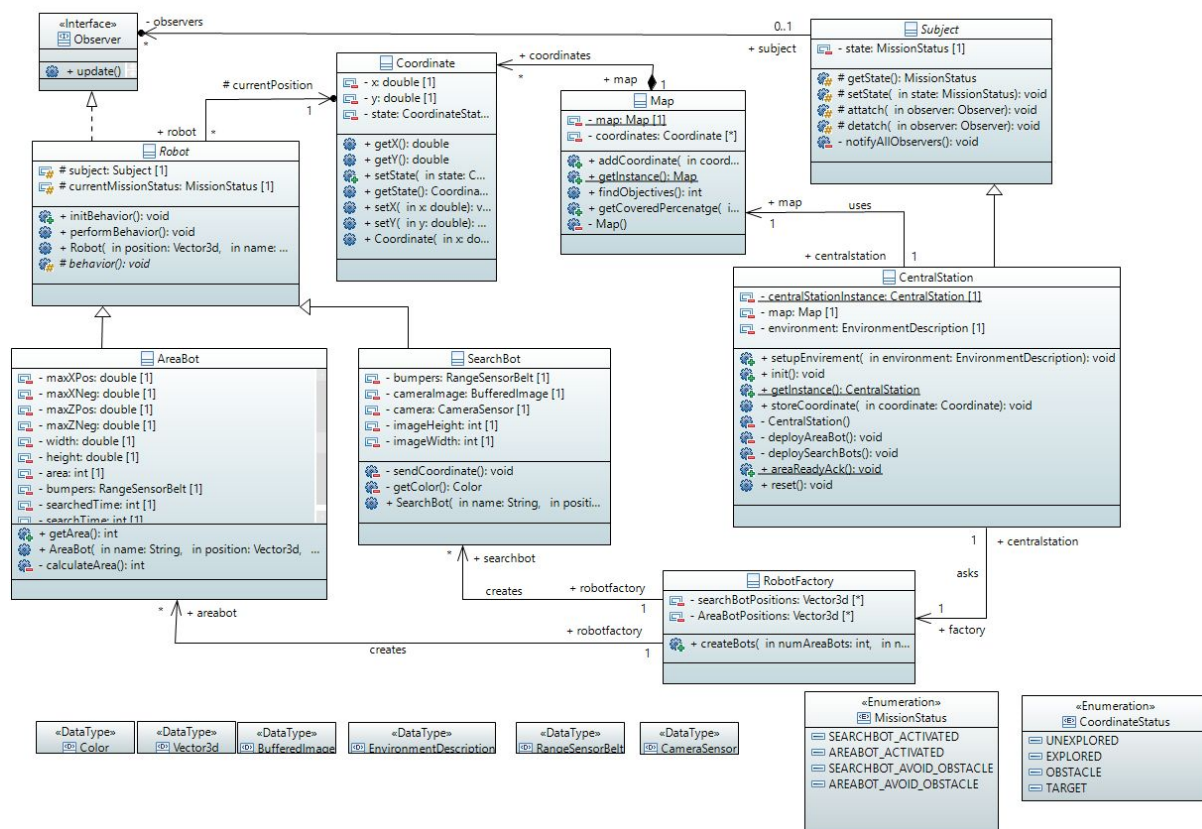 «Interface»
Observer
+ update()
- observers
*
0..1
+ subject
Subject
- state: MissionStatus [1]
# getState(): MissionStatus
# setState( in state: MissionStatus): void
# attatch( in observer: Observer)
# detatch( in observer: Observer)
- notifyAllObservers(): void
Coordinate
- x: double [1]
- y: double [1]
- state: CoordinateStat...
+ getX(): double
+ getY(): double
+ setState( in state: C...
+ getState(): Coordina...
+ setX( in x: double): v...
+ setY( in y: double): ...
+ Coordinate( in x: do...
+ coordinates
*
+ map
1
# currentPosition
1
+ robot
*
Map
- map: Map [1]
- coordinates: Coordinate [*]
+ addCoordinate( in coord...
+ getInstance(): Map
+ findObjectives(): int
+ getCoveredPercenatge( i...
- Map()
+ map
uses
1
+ centralstation
1
Robot
# subject: Subject [1]
# currentMissionStatus: MissionStatus [1]
+ initBehavior(): void
+ performBehavior(): void
+ Robot( in position: Vector3d, in name: ...
# behavior(): void
CentralStation
- centralStationInstance: CentralStation [1]
- map: Map [1]
- environment: EnvironmentDescription [1]
+ setupEnvirement( in environment: EnvironmentDescription): void
+ init(): void
+ getInstance(): CentralStation
+ storeCoordinate( in coordinate: Coordinate): void
- CentralStation()
- deployAreaBot(): void
- deploySearchBots(): void
+ areaReadyAck(): void
+ reset(): void
AreaBot
- maxXPos: double [1]
- maxXNeg: double [1]
- maxZPos: double [1]
- maxZNeg: double [1]
- width: double [1]
- height: double [1]
- area: int [1]
- bumpers: RangeSensorBelt [1]
- searchedTime: int [1]
- searchTime: int [1]
+ getArea(): int
+ AreaBot( in name: String, in position: Vector3d, ...
- calculateArea(): int
SearchBot
- bumpers: RangeSensorBelt [1]
- cameraImage: BufferedImage [1]
- camera: CameraSensor [1]
- imageHeight: int [1]
- imageWidth: int [1]
- sendCoordinate(): void
- getColor(): Color
+ SearchBot( in name: String, in positi...
* + searchbot
creates
+ robotfactory
1
* + areabot
creates
+ robotfactory
1
1
+ centralstation
asks
1
+ factory
RobotFactory
- searchBotPositions: Vector3d [*]
- AreaBotPositions: Vector3d [*]
+ createBots( in numAreaBots: int, in n...
«DataType»
Color
«DataType»
Vector3d
«DataType»
BufferedImage
«DataType»
EnvironmentDescription
«DataType»
RangeSensorBelt
«DataType»
CameraSensor
«Enumeration»
MissionStatus
SEARCHBOT_ACTIVATED
AREABOT_ACTIVATED
SEARCHBOT_AVOID_OBSTACLE
AREABOT_AVOID_OBSTACLE
«Enumeration»
CoordinateStatus
UNEXPLORED
EXPLORED
OBSTACLE
TARGET